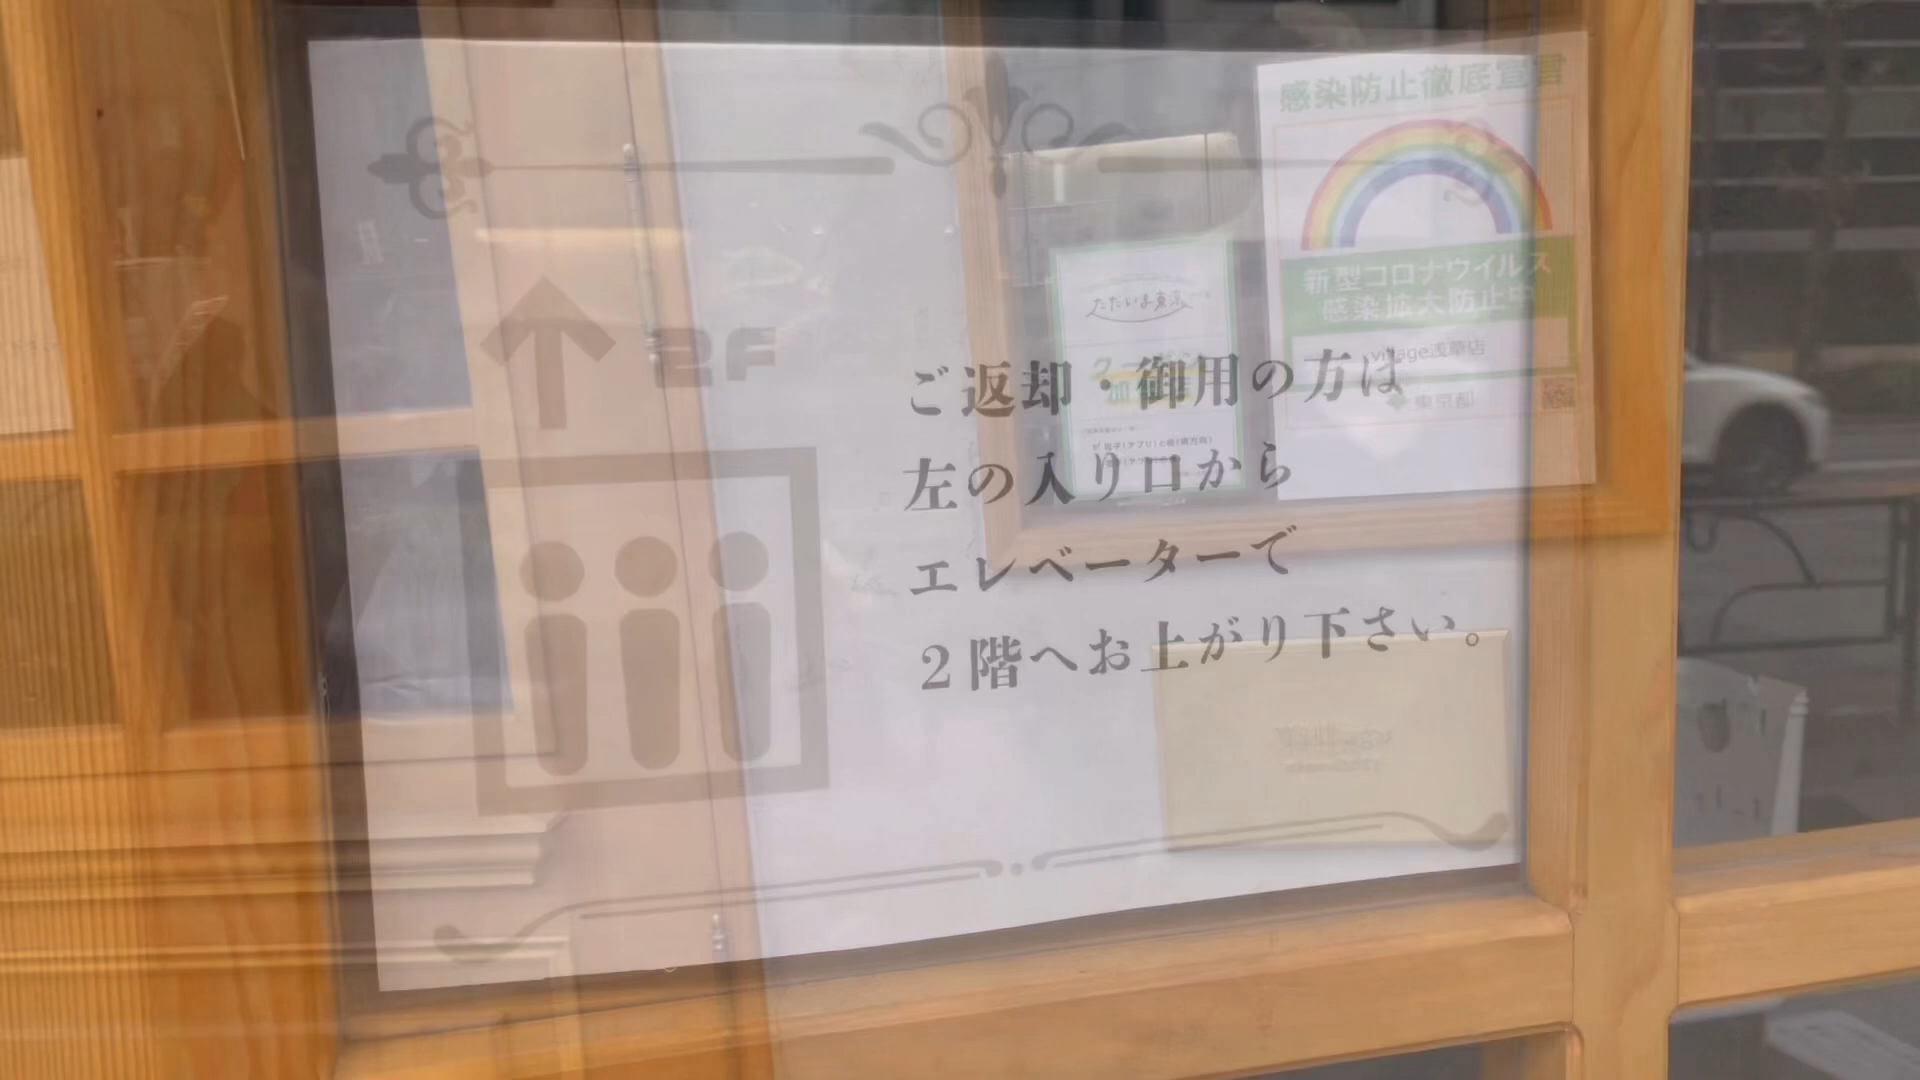 2F
ご返却・御用の方は
左の入り口から
エレベーターで
２階へお上がり下さい。
感染防止徹底宣言
新型コロナウイルス
感染拡大防止中
village浅草店
東京都
ただいま東京